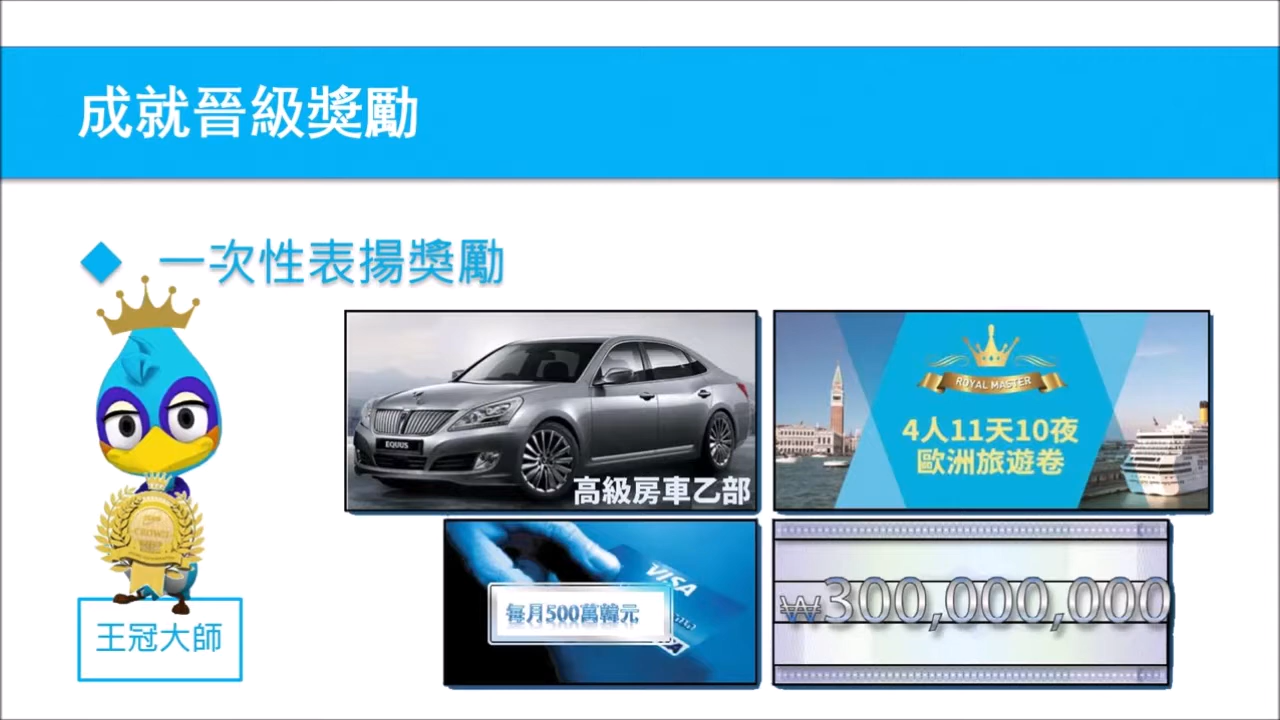 成就晉級獎勵
一次性表揚獎勵
EQUUS
高級房車乙部
ROYAL MASTER
4人11天10夜
歐洲旅遊卷
CROWN
VISA
每月500萬韓元
₩300,000,000
王冠大師